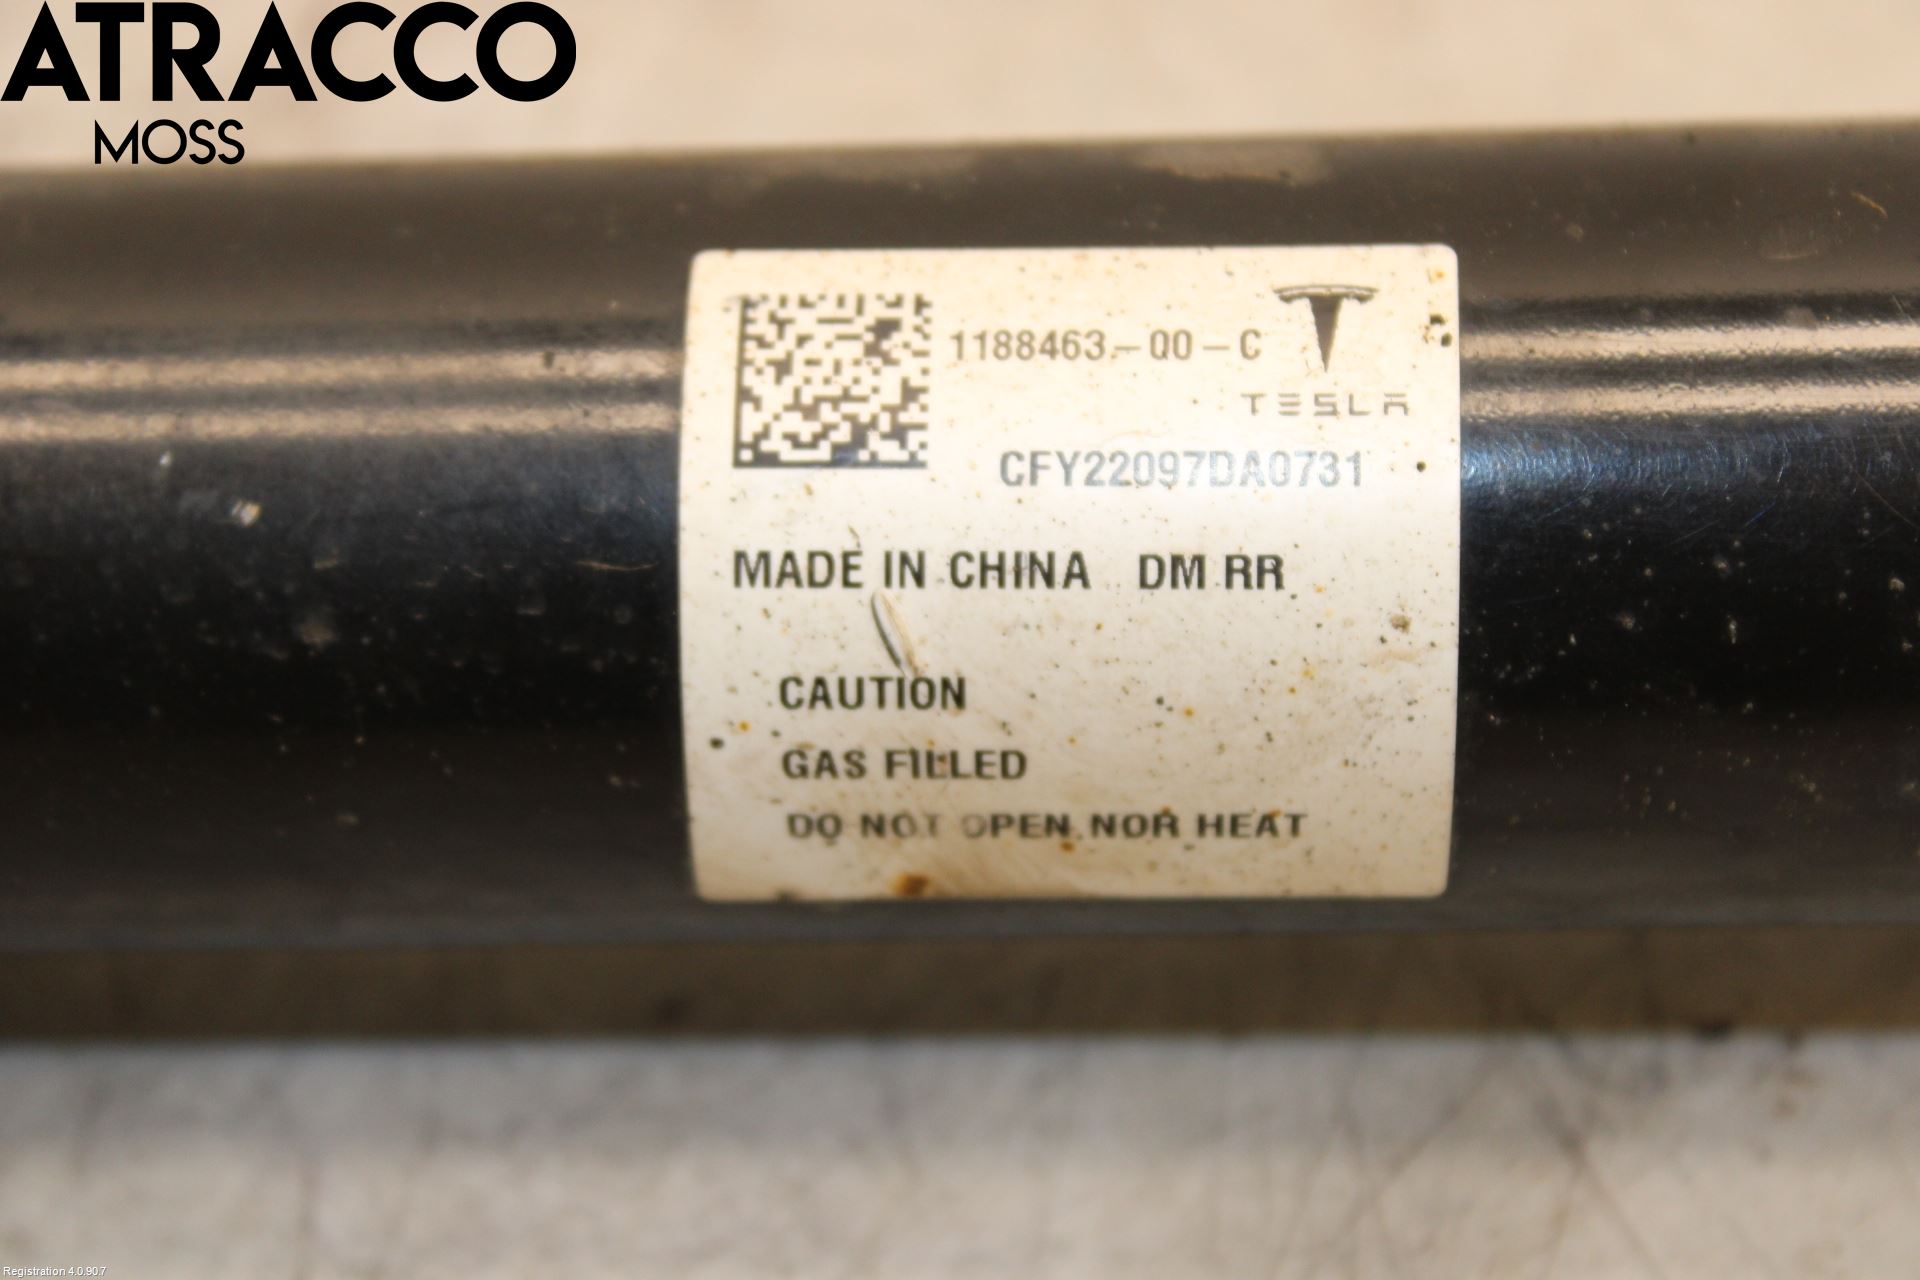 ATRACCO
MOSS
1188463-00-C
TESLA
CFY22097DA0731
MADE IN CHINA DM RR
CAUTION
GAS FILLED
DO NOT OPEN NOR HEAT
Registration 4.0.90.7